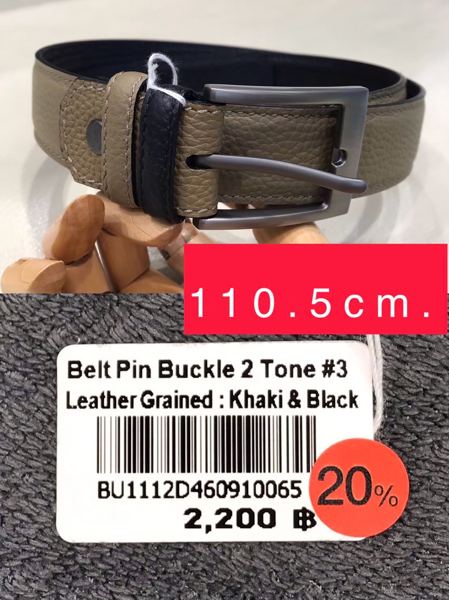 110.5cm.
Belt Pin Buckle 2 Tone #3
Leather Grained : Khaki & Black
BU1112D460910065
20%
2,200 ฿